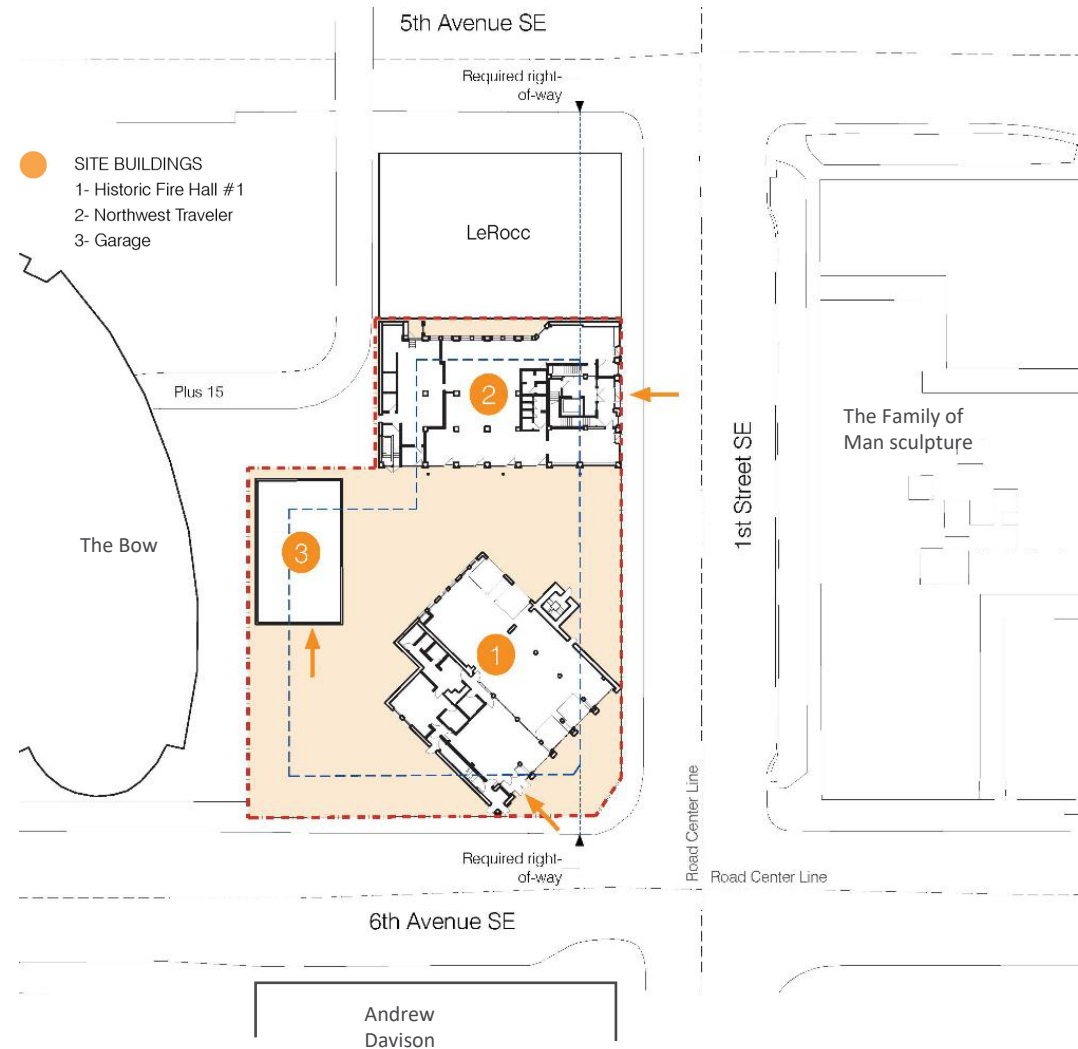 5th Avenue SE
Required right-
of-way
SITE BUILDINGS
1- Historic Fire Hall #1
2- Northwest Traveler
3- Garage
LeRocc
Plus 15
2
The Family of
Man sculpture
1st Street SE
The Bow
3
1
Required right-
of-way
Road Center Line
Road Center Line
6th Avenue SE
Andrew
Davison